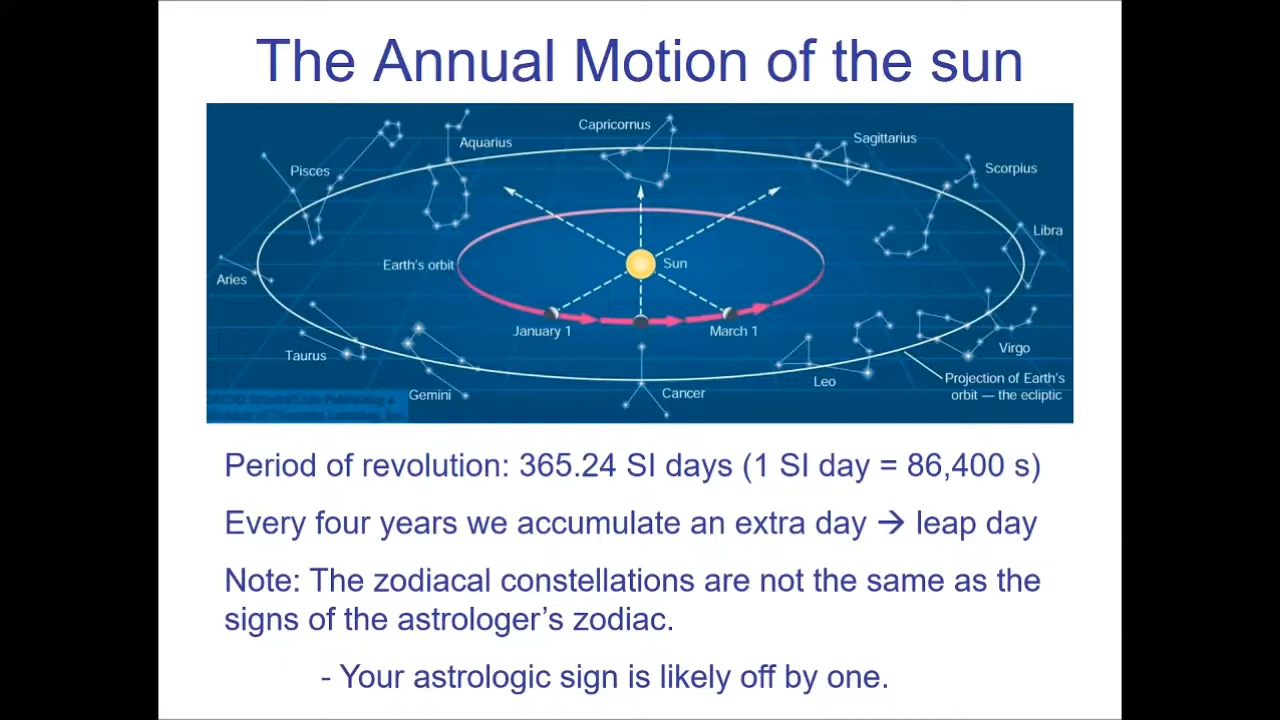 The Annual Motion of the sun
Capricornus
Sagittarius
Aquarius
Pisces
Scorpius
Libra
Earth's orbit
Sun
Aries
January 1
March 1
Virgo
Taurus
Leo
Projection of Earth's
orbit — the ecliptic
Gemini
Cancer
Period of revolution: 365.24 SI days (1 SI day = 86,400 s)
Every four years we accumulate an extra day → leap day
Note: The zodiacal constellations are not the same as the
signs of the astrologer’s zodiac.
- Your astrologic sign is likely off by one.